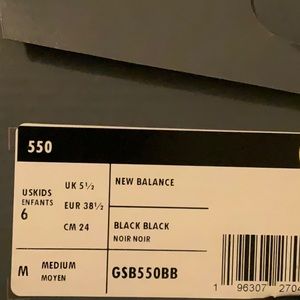 550
USKIDS
ENFANTS
6
UK 5½
EUR 38½
CM 24
NEW BALANCE
BLACK BLACK
NOIR NOIR
M
MEDIUM
MOYEN
GSB550BB
1 96307 2704